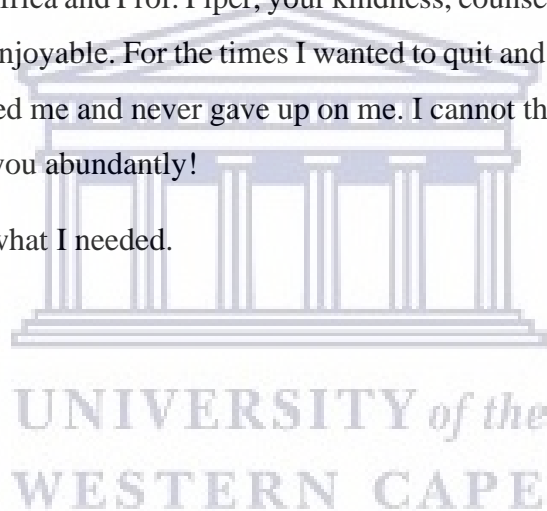 and Prof. Piper, your kindness, counse
njoyable. For the times I wanted to quit and
ed me and never gave up on me. I cannot th
you abundantly!
what I needed.
UNIVERSITY of the
WESTERN CAPE